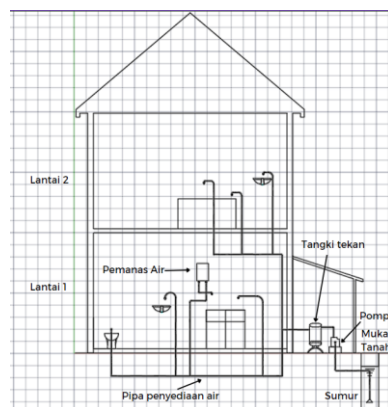 Lantai 2
Tangki tekan
Pemanas Air
Lantai 1
Pomp
Muka
Tanah
Pipa penyediaan air
Sumur